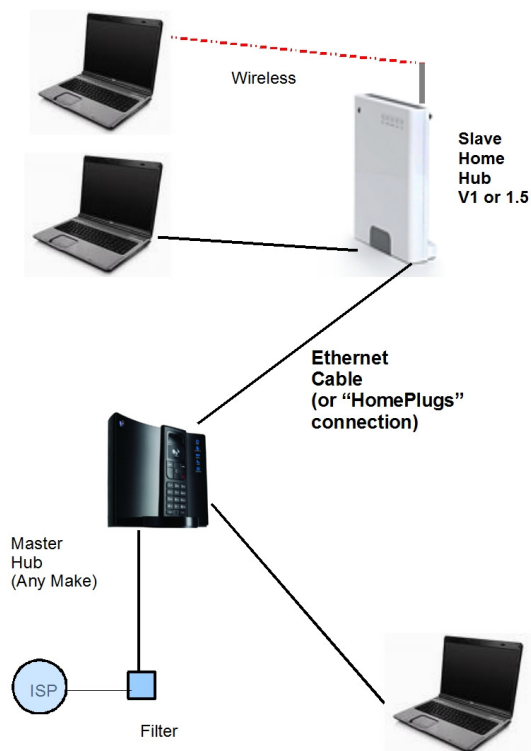 Wireless
Slave
Home
Hub
V1 or 1.5
Ethernet
Cable
(or “HomePlugs”
connection)
Master
Hub
(Any Make)
ISP
Filter